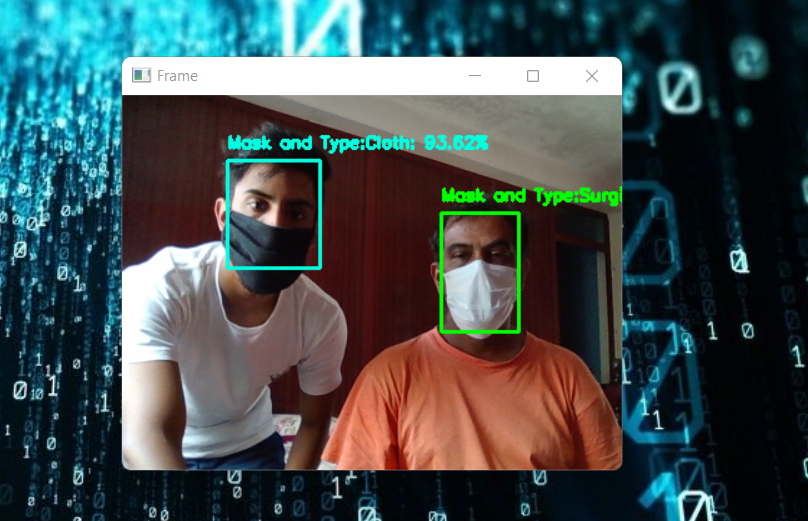 Frame
Mask and Type:Cloth: 93.62%
Mask and Type:Surgi